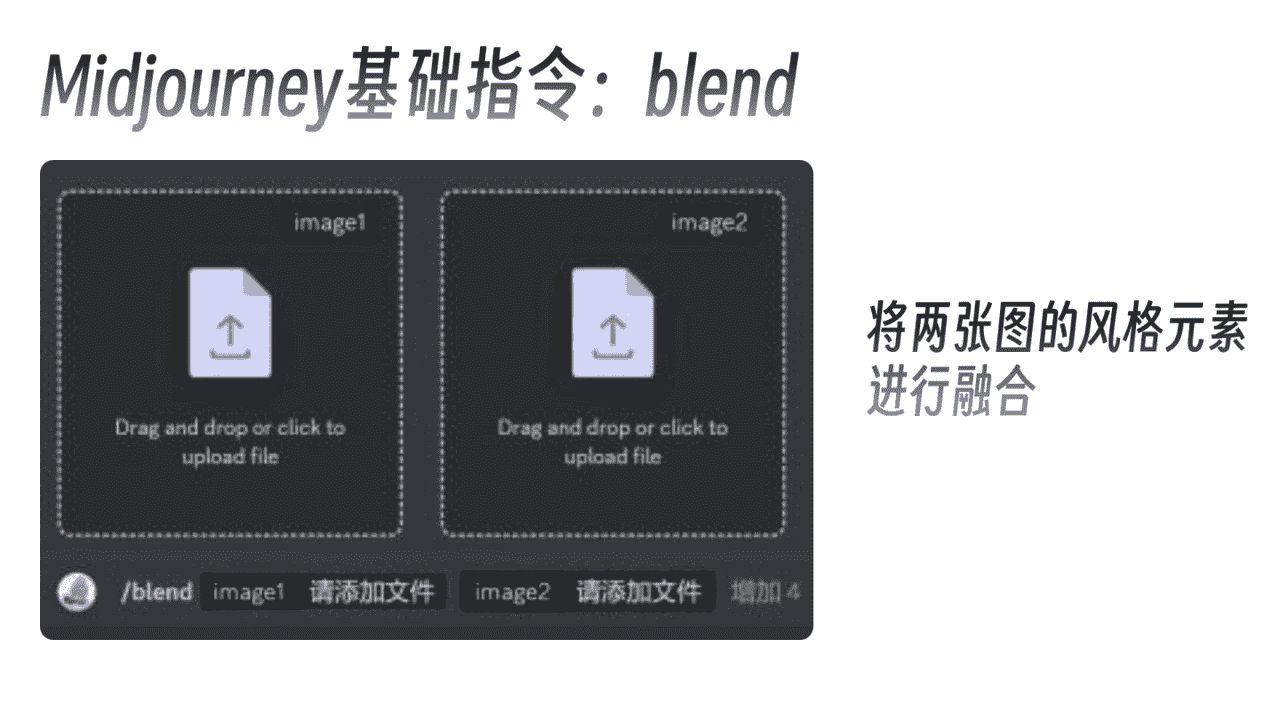 Midjourney基础指令：blend
image1
image2
Drag and drop or click to
upload file
Drag and drop or click to
upload file
将两张图的风格元素
进行融合
/blend image1 请添加文件 image2 请添加文件 增加 4